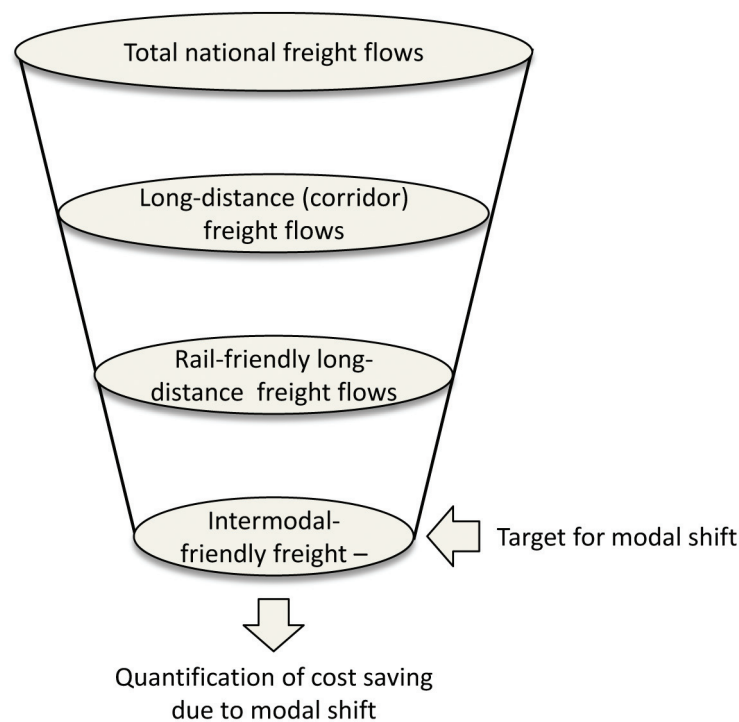 Total national freight flows
Long-distance (corridor)
freight flows
Rail-friendly long-
distance freight flows
Intermodal-
friendly freight –
Target for modal shift
Quantification of cost saving
due to modal shift